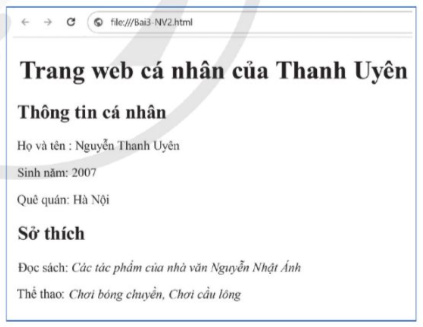 file:///Bai3-NV2.html
Trang web cá nhân của Thanh Uyên
Thông tin cá nhân
Họ và tên : Nguyễn Thanh Uyên
Sinh năm: 2007
Quê quán: Hà Nội
Sở thích
Đọc sách: Các tác phẩm của nhà văn Nguyễn Nhật Ánh
Thể thao: Chơi bóng chuyền, Chơi cầu lông